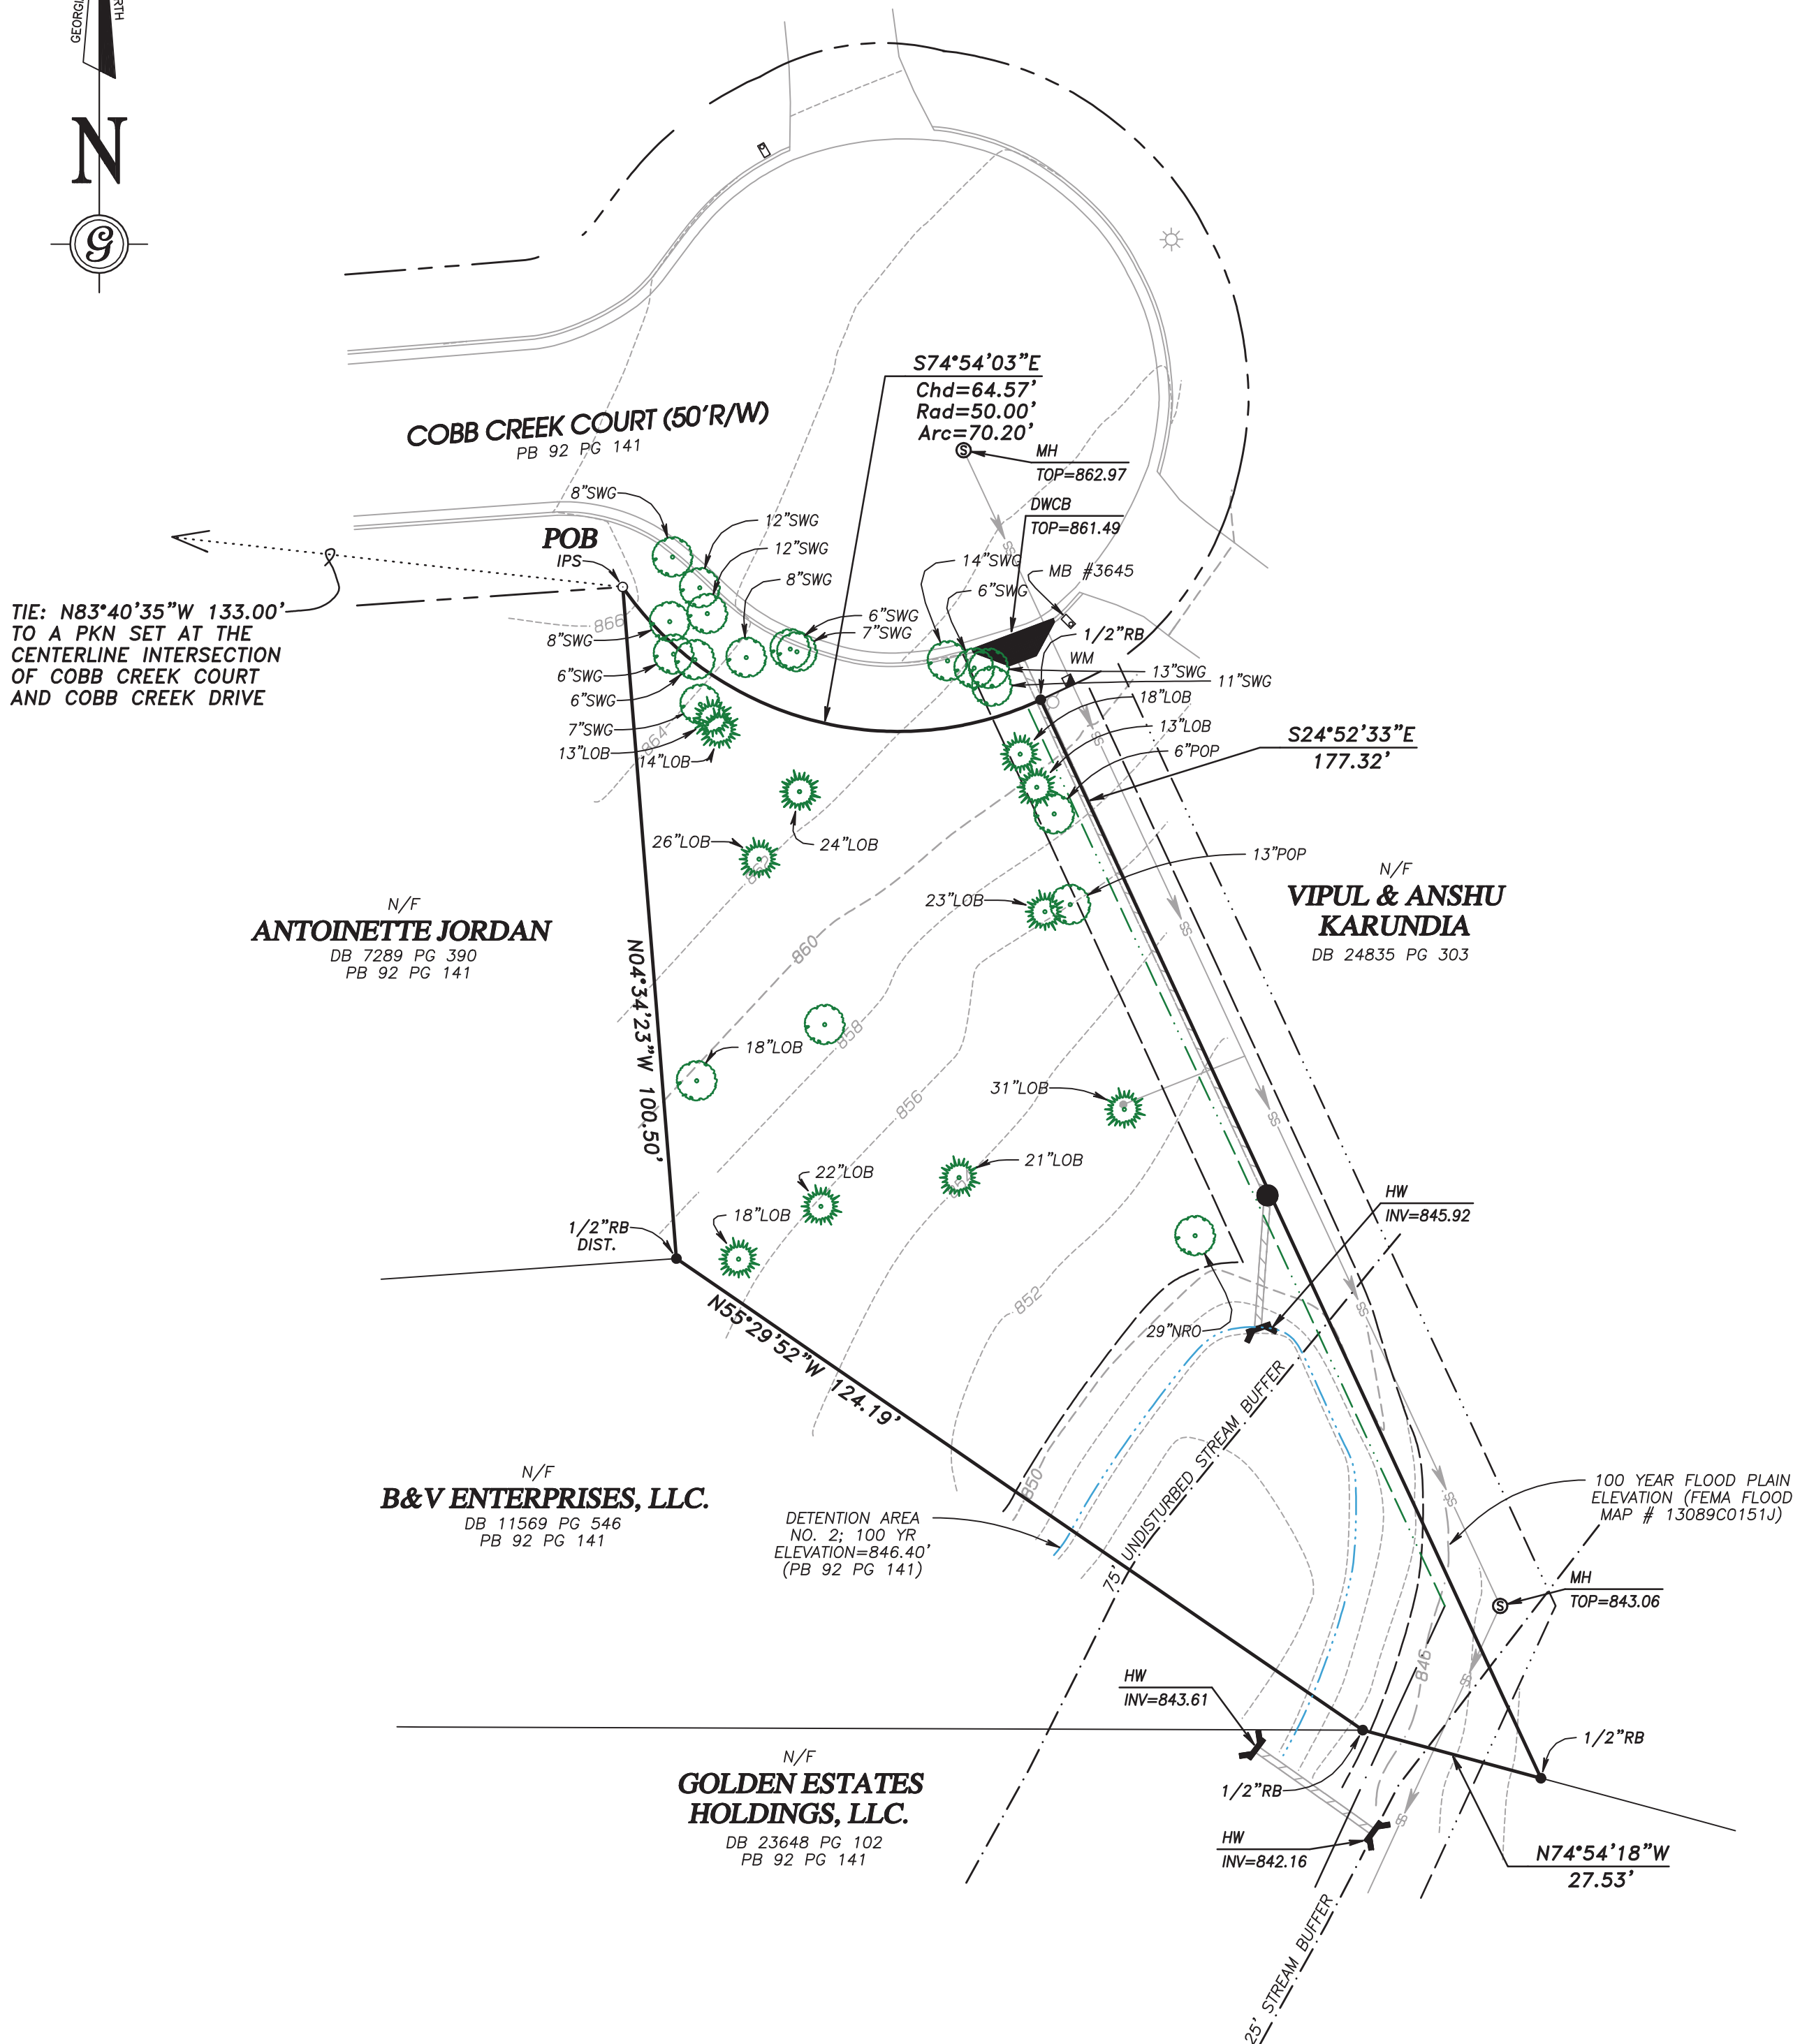 N
G
S74°54'03"E
Chd=64.57'
Rad=50.00'
Arc=70.20'
COBB CREEK COURT (50'R/W)
PB 92 PG 141
MH
TOP=862.97
DWCB
TOP=861.49
8"SWG
12"SWG
12"SWG
8"SWG
14"SWG
6"SWG
MB #3645
POB
IPS
TIE: N83°40'35"W 133.00'
TO A PKN SET AT THE
CENTERLINE INTERSECTION
OF COBB CREEK COURT
AND COBB CREEK DRIVE
866
6"SWG
7"SWG
8"SWG
6"SWG
6"SWG
7"SWG
13"LOB
14"LOB
864
1/2"RB
WM
13"SWG
11"SWG
18"LOB
13"LOB
6"POP
S24°52'33"E
177.32'
26"LOB
24"LOB
862
13"POP
23"LOB
N/F
VIPUL & ANSHU
KARUNDIA
DB 24835 PG 303
N/F
ANTOINETTE JORDAN
DB 7289 PG 390
PB 92 PG 141
N04°34'23"W 100.50'
860
858
18"LOB
856
31"LOB
21"LOB
22"LOB
18"LOB
1/2"RB
DIST.
HW
INV=845.92
852
29"NRO
N55°29'52"W 124.19'
850
75' UNDISTURBED STREAM BUFFER
N/F
B&V ENTERPRISES, LLC.
DB 11569 PG 546
PB 92 PG 141
DETENTION AREA
NO. 2; 100 YR
ELEVATION=846.40'
(PB 92 PG 141)
100 YEAR FLOOD PLAIN
ELEVATION (FEMA FLOOD
MAP # 13089C0151J)
MH
TOP=843.06
846
HW
INV=843.61
1/2"RB
1/2"RB
N/F
GOLDEN ESTATES
HOLDINGS, LLC.
DB 23648 PG 102
PB 92 PG 141
HW
INV=842.16
N74°54'18"W
27.53'
25' STREAM BUFFER
S
S
SS
SS
SS
SS
SS
SS
SS
SS